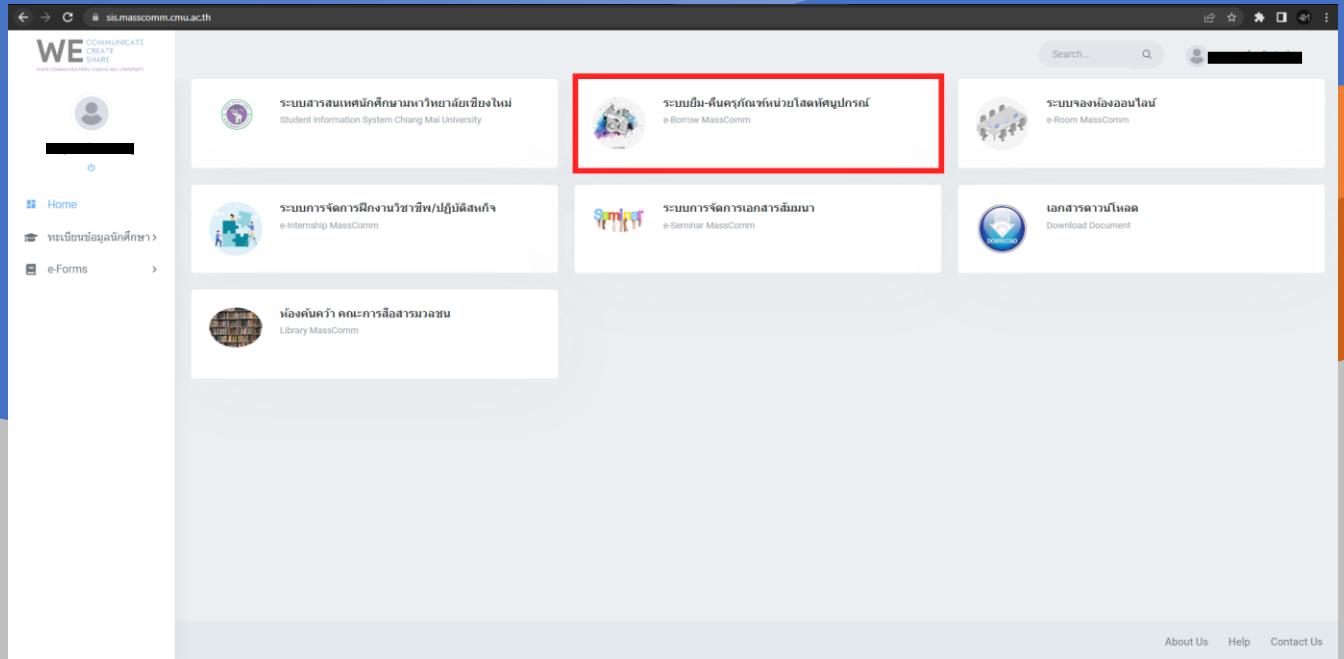 sis.masscomm.cmu.ac.th
WE
COMMUNICATE
CREATE
SHARE
MASS COMMUNICATION CHIANG MAI UNIVERSITY
Search...
ระบบสารสนเทศนักศึกษามหาวิทยาลัยเชียงใหม่
Student Information System Chiang Mai University
ระบบยืม-คืนครุภัณฑ์หน่วยโสตทัศนูปกรณ์
e-Borrow MassComm
ระบบจองห้องออนไลน์
e-Room MassComm
Home
ทะเบียนข้อมูลนักศึกษา
e-Forms
ระบบการจัดการฝึกงานวิชาชีพ/ปฏิบัติสหกิจ
e-Internship MassComm
Seminar
ระบบการจัดการเอกสารสัมมนา
e-Seminar MassComm
DOWNLOAD
เอกสารดาวน์โหลด
Download Document
ห้องค้นคว้า คณะการสื่อสารมวลชน
Library MassComm
About Us Help Contact Us